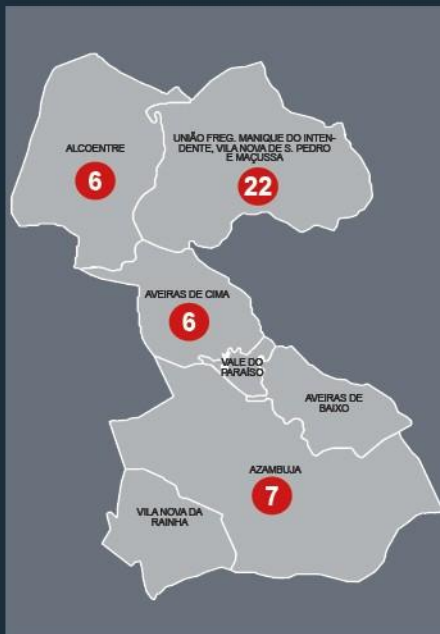 ALCOENTRE
6
UNIÃO FREG. MANIQUE DO INTEN-
DENTE, VILA NOVA DE S. PEDRO
E MAÇUSSA
22
AVEIRAS DE CIMA
6
VALE DO
PARAÍSO
AVEIRAS DE
BAIXO
AZAMBUJA
7
VILA NOVA DA
RAINHA